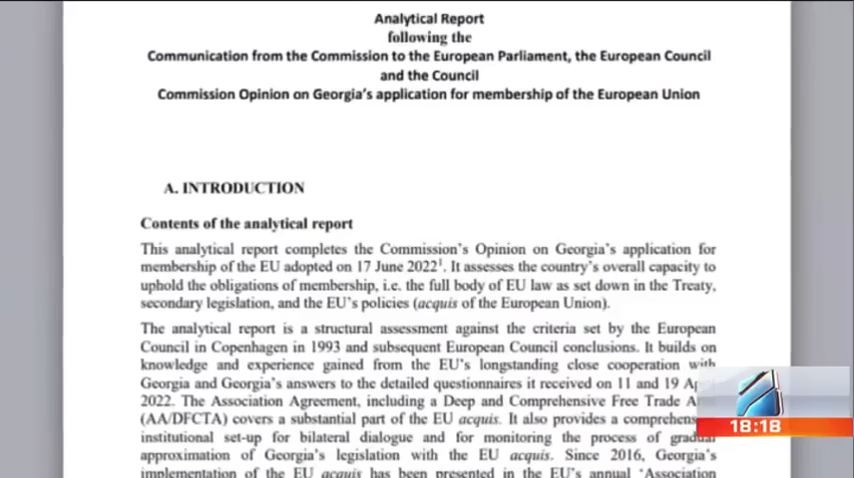 Analytical Report
following the
Communication from the Commission to the European Parliament, the European Council
and the Council
Commission Opinion on Georgia's application for membership of the European Union
A. INTRODUCTION
Contents of the analytical report
This analytical report completes the Commission's Opinion on Georgia's application for
membership of the EU adopted on 17 June 2022¹. It assesses the country's overall capacity to
uphold the obligations of membership, i.e. the full body of EU law as set down in the Treaty,
secondary legislation, and the EU's policies (acquis of the European Union).
The analytical report is a structural assessment against the criteria set by the European
Council in Copenhagen in 1993 and subsequent European Council conclusions. It builds on
knowledge and experience gained from the EU's longstanding close cooperation with
Georgia and Georgia's answers to the detailed questionnaires it received on 11 and 19
2022. The Association Agreement, including a Deep and Comprehensive Free Trade
(AA/DFCTA) covers a substantial part of the EU acquis. It also provides a
institutional set-up for bilateral dialogue and for monitoring the process of gradual
approximation of Georgia's legislation with the EU acquis. Since 2016, Georgia's
implementation of the EU acquis has been presented in the EU's annual 'Association
18:18